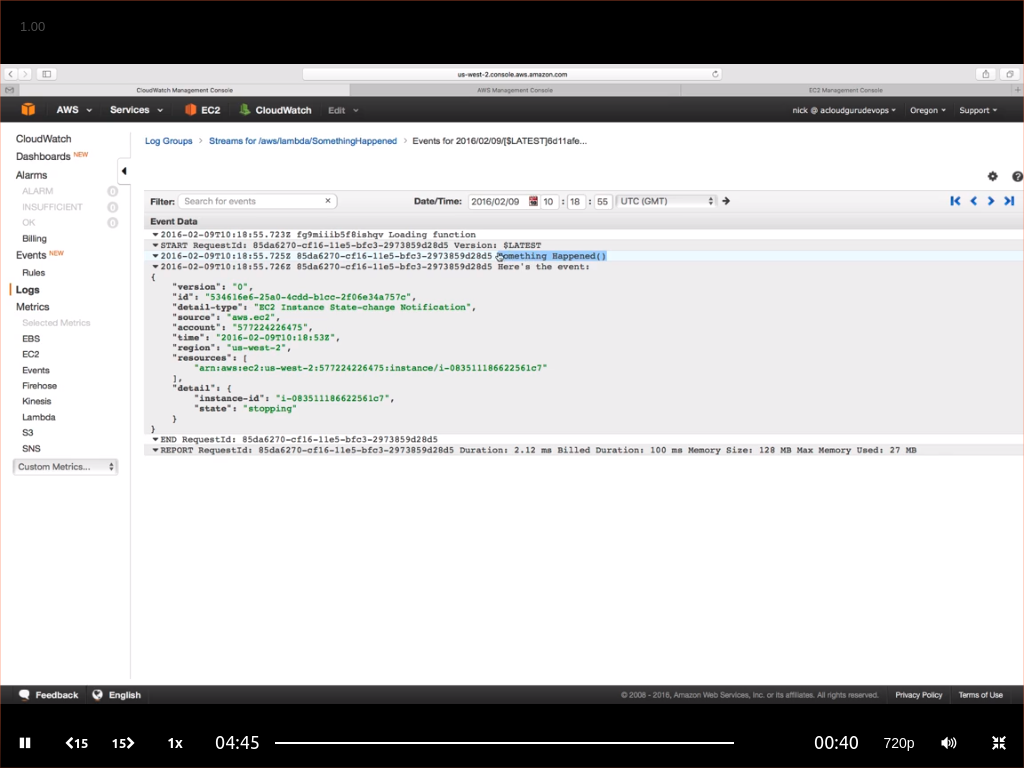 1.00
us-west-2.console.aws.amazon.com
CloudWatch Management Console
AWS Management Console
EC2 Management Console
AWS Services EC2 CloudWatch Edit nick @ acloudgurudevops Oregon Support
CloudWatch
Dashboards NEW
Alarms
ALARM 0
INSUFFICIENT 0
OK 0
Billing
Events NEW
Rules
Logs
Metrics
Selected Metrics
EBS
EC2
Events
Firehose
Kinesis
Lambda
S3
SNS
Custom Metrics...
Log Groups > Streams for /aws/lambda/SomethingHappened > Events for 2016/02/09/[$LATEST]6d11afe...
Filter: Search for events × Date/Time: 2016/02/09 10 : 18 : 55 UTC (GMT)
Event Data
2016-02-09T10:18:55.723Z fg9miiib5f8ishqv Loading function
START RequestId: 85da6270-cf16-11e5-bfc3-2973859d28d5 Version: $LATEST
2016-02-09T10:18:55.725Z 85da6270-cf16-11e5-bfc3-2973859d28d5 Something Happened()
2016-02-09T10:18:55.726Z 85da6270-cf16-11e5-bfc3-2973859d28d5 Here's the event:
{
"version": "0",
"id": "534616e6-25a0-4cdd-b1cc-2f06e34a757c",
"detail-type": "EC2 Instance State-change Notification",
"source": "aws.ec2",
"account": "577224226475",
"time": "2016-02-09T10:18:53Z",
"region": "us-west-2",
"resources": [
"arn:aws:ec2:us-west-2:577224226475:instance/i-083511186622561c7"
],
"detail": {
"instance-id": "i-083511186622561c7",
"state": "stopping"
}
}
END RequestId: 85da6270-cf16-11e5-bfc3-2973859d28d5
REPORT RequestId: 85da6270-cf16-11e5-bfc3-2973859d28d5 Duration: 2.12 ms Billed Duration: 100 ms Memory Size: 128 MB Max Memory Used: 27 MB
Feedback English © 2008 - 2016, Amazon Web Services, Inc. or its affiliates. All rights reserved. Privacy Policy Terms of Use
15 15 1x 04:45 00:40 720p